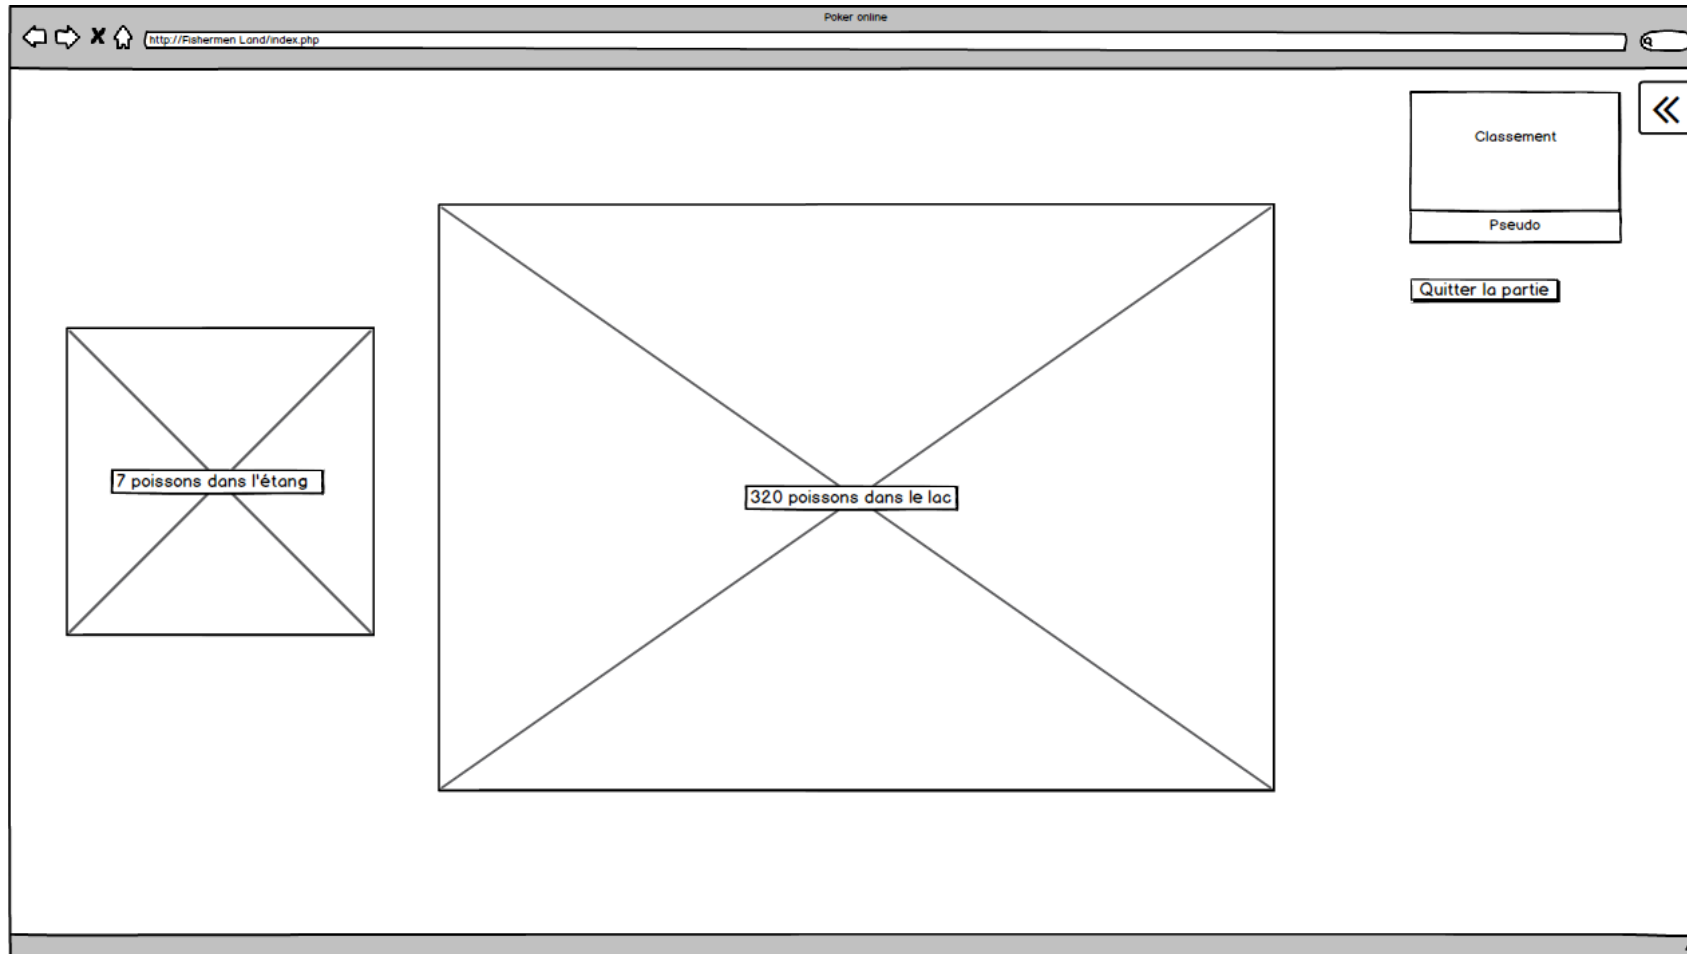 Poker online
http://Fishermen Land/index.php
Classement
Pseudo
Quitter la partie
7 poissons dans l'étang
320 poissons dans le lac